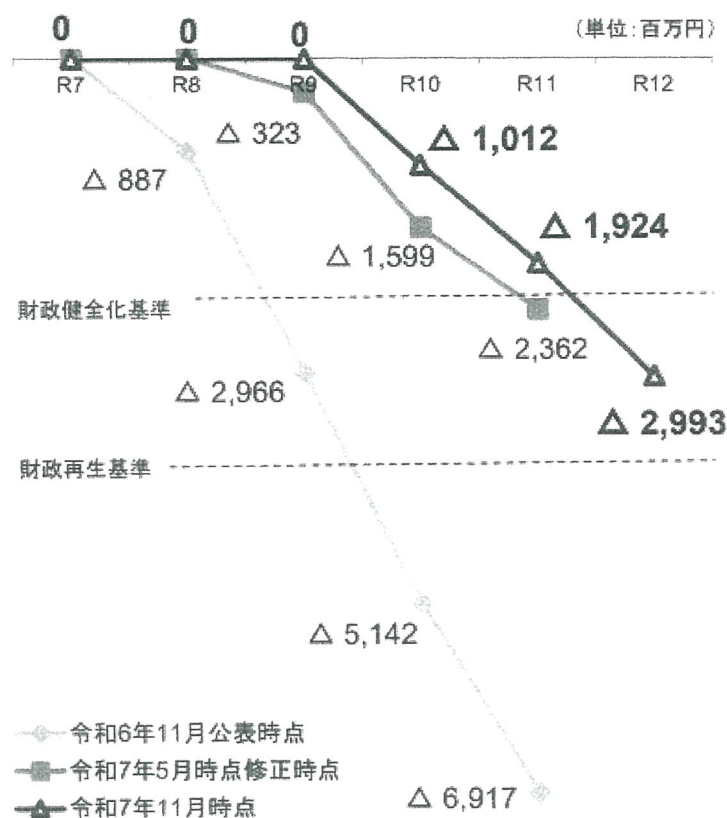 0 0 0 (単位:百万円)
R7 R8 R9 R10 R11 R12
△ 323 △ 1,012
△ 887
△ 1,924
△ 1,599
財政健全化基準
△ 2,362
△ 2,966
△ 2,993
財政再生基準
△ 5,142
令和6年11月公表時点
令和7年5月時点修正時点
令和7年11月時点
△ 6,917